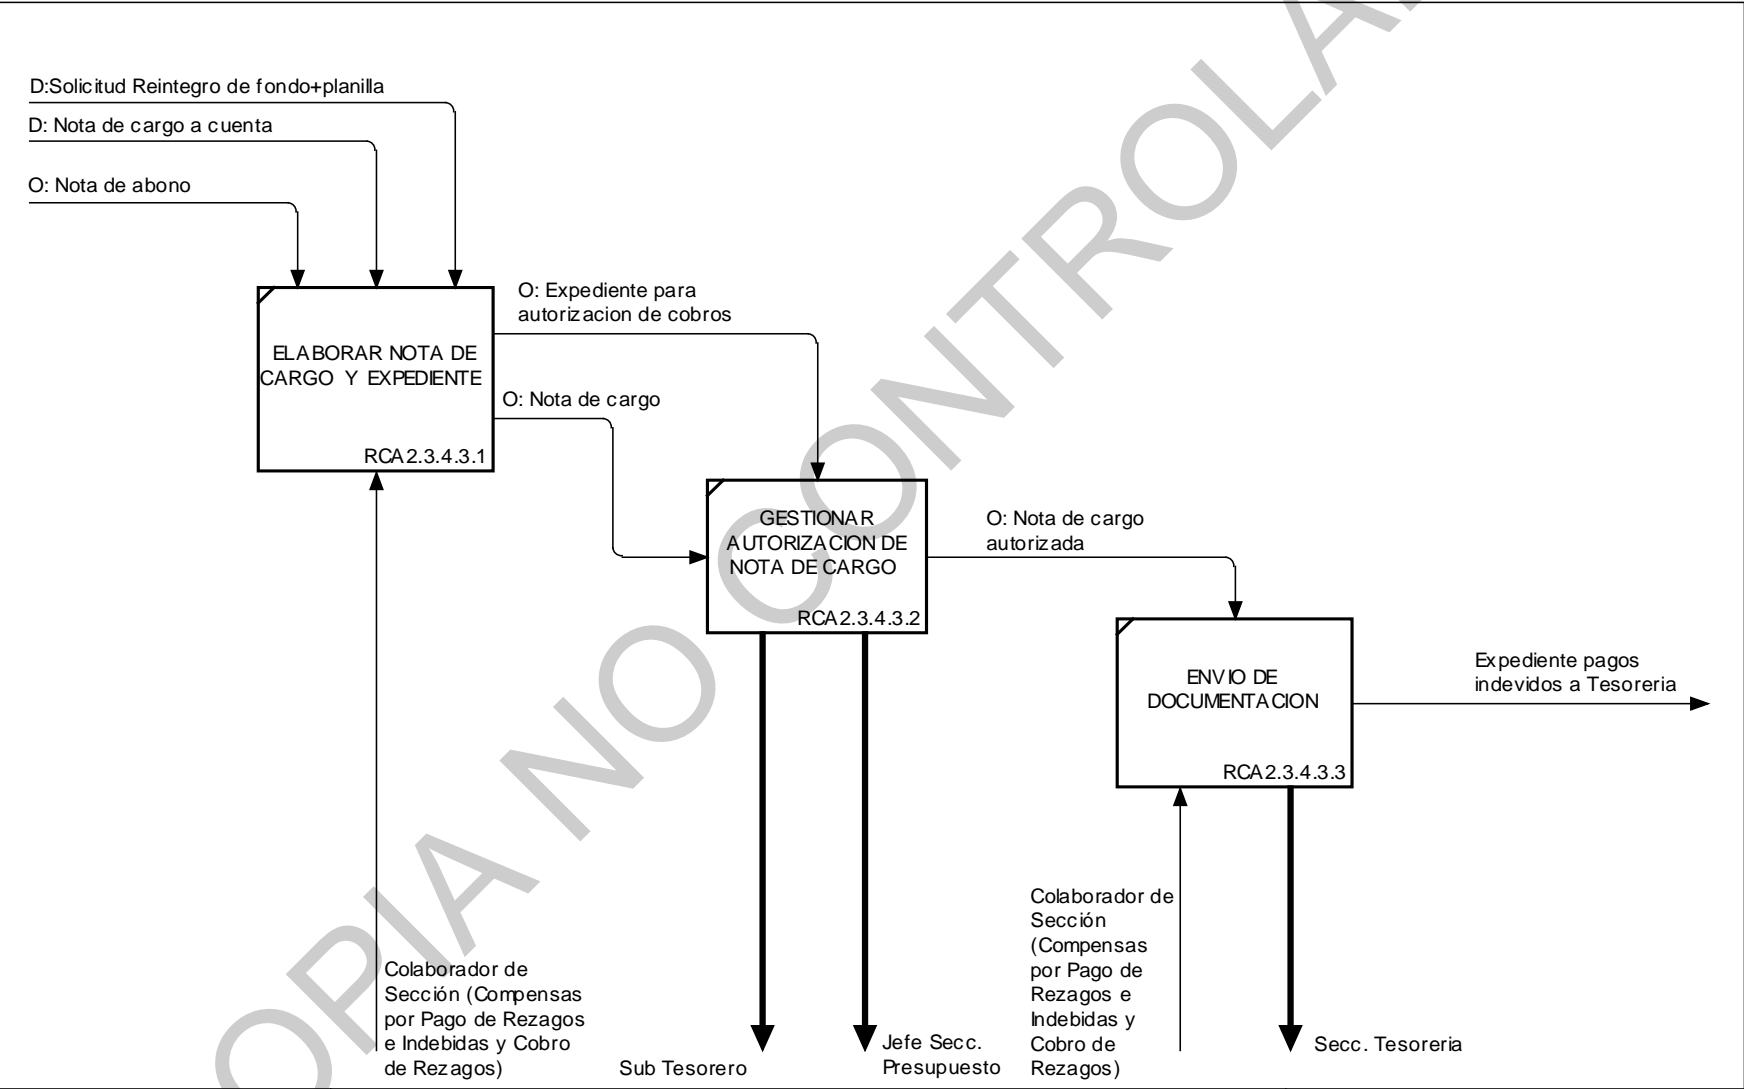 D:Solicitud Reintegro de fondo+planilla
D: Nota de cargo a cuenta
O: Nota de abono
ELABORAR NOTA DE
CARGO Y EXPEDIENTE
RCA2.3.4.3.1
O: Expediente para
autorizacion de cobros
O: Nota de cargo
GESTIONAR
AUTORIZACION DE
NOTA DE CARGO
RCA2.3.4.3.2
O: Nota de cargo
autorizada
ENVIO DE
DOCUMENTACION
RCA2.3.4.3.3
Expediente pagos
indevidos a Tesoreria
Colaborador de
Sección (Compensas
por Pago de Rezagos
e Indebidas y Cobro
de Rezagos)
Sub Tesorero
Jefe Secc.
Presupuesto
Colaborador de
Sección
(Compensas
por Pago de
Rezagos e
Indebidas y
Cobro de
Rezagos)
Secc. Tesoreria
OPIA NO CONTROLA